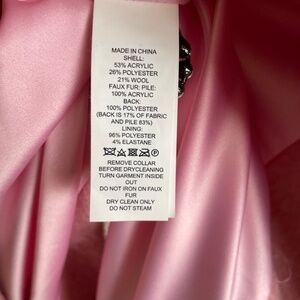 MADE IN CHINA
SHELL:
53% ACRYLIC
26% POLYESTER
21% WOOL
FAUX FUR: PILE:
100% ACRYLIC
BACK:
100% POLYESTER
(BACK IS 17% OF FABRIC
AND PILE 83%)
LINING:
96% POLYESTER
4% ELASTANE
REMOVE COLLAR
BEFORE DRYCLEANING
TURN GARMENT INSIDE
OUT
DO NOT IRON ON FAUX
FUR
DRY CLEAN ONLY
DO NOT STEAM